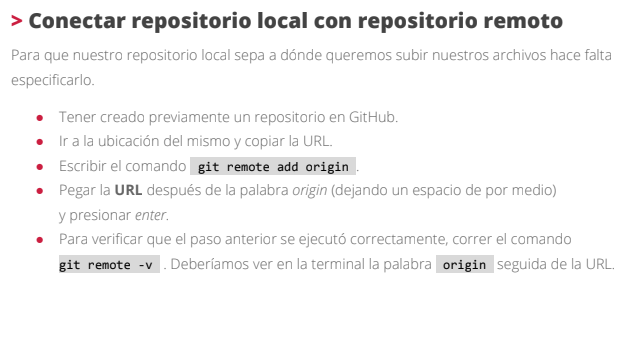 > Conectar repositorio local con repositorio remoto
Para que nuestro repositorio local sepa a dónde queremos subir nuestros archivos hace falta
especificarlo.
● Tener creado previamente un repositorio en GitHub.
● Ir a la ubicación del mismo y copiar la URL.
● Escribir el comando git remote add origin .
● Pegar la URL después de la palabra origin (dejando un espacio de por medio)
y presionar enter.
● Para verificar que el paso anterior se ejecutó correctamente, correr el comando
git remote -v . Deberíamos ver en la terminal la palabra origin seguida de la URL.